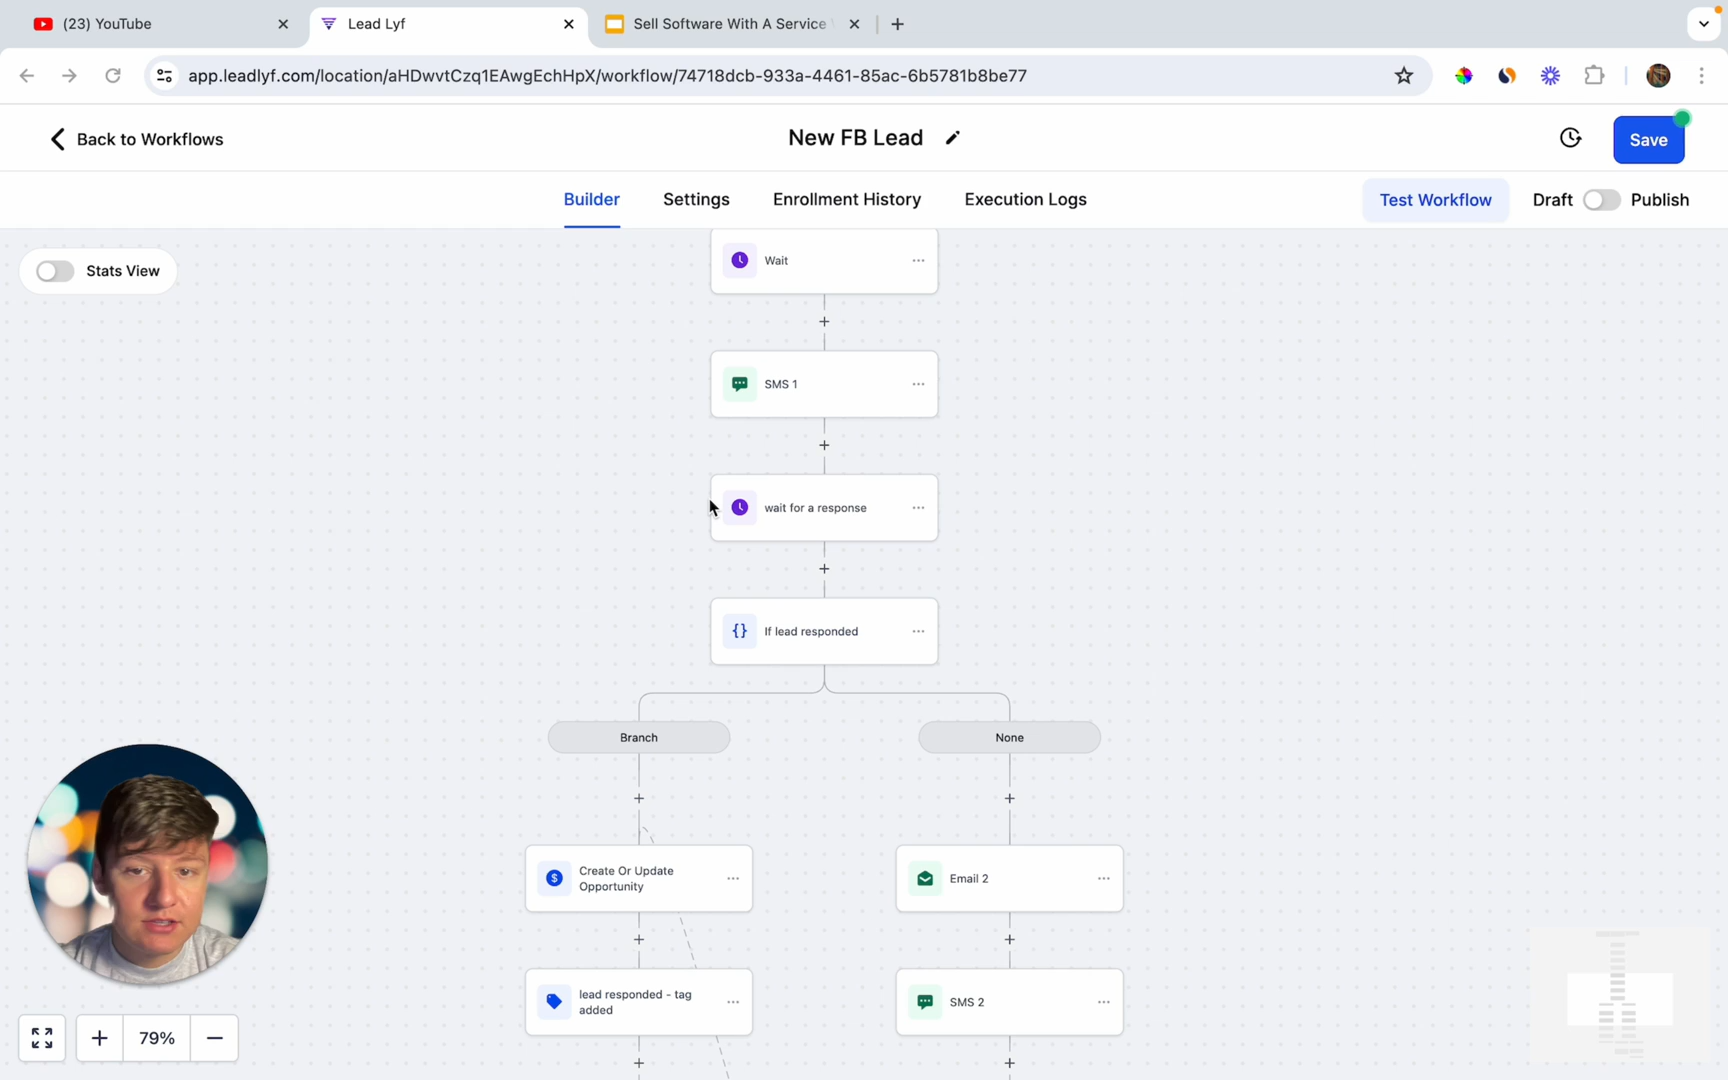 (23) YouTube
Lead Lyf
Sell Software With A Service
app.leadlyf.com/location/aHDwvtCzq1EAwgEchHpX/workflow/74718dcb-933a-4461-85ac-6b5781b8be77
Back to Workflows
New FB Lead
Save
Builder
Settings
Enrollment History
Execution Logs
Test Workflow
Draft
Publish
Stats View
Wait
SMS 1
wait for a response
If lead responded
Branch
None
Create Or Update
Opportunity
Email 2
lead responded - tag
added
SMS 2
79%